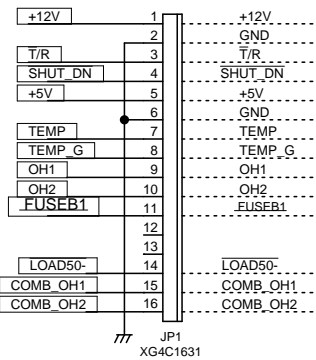 +12V 1 +12V
2 GND
T/R 3 T/R
SHUT_DN 4 SHUT_DN
+5V 5 +5V
6 GND
TEMP 7 TEMP
TEMP_G 8 TEMP_G
OH1 9 OH1
OH2 10 OH2
FUSEB1 11 FUSEB1
12
13
LOAD50- 14 LOAD50-
COMB_OH1 15 COMB_OH1
COMB_OH2 16 COMB_OH2
JP1
XG4C1631